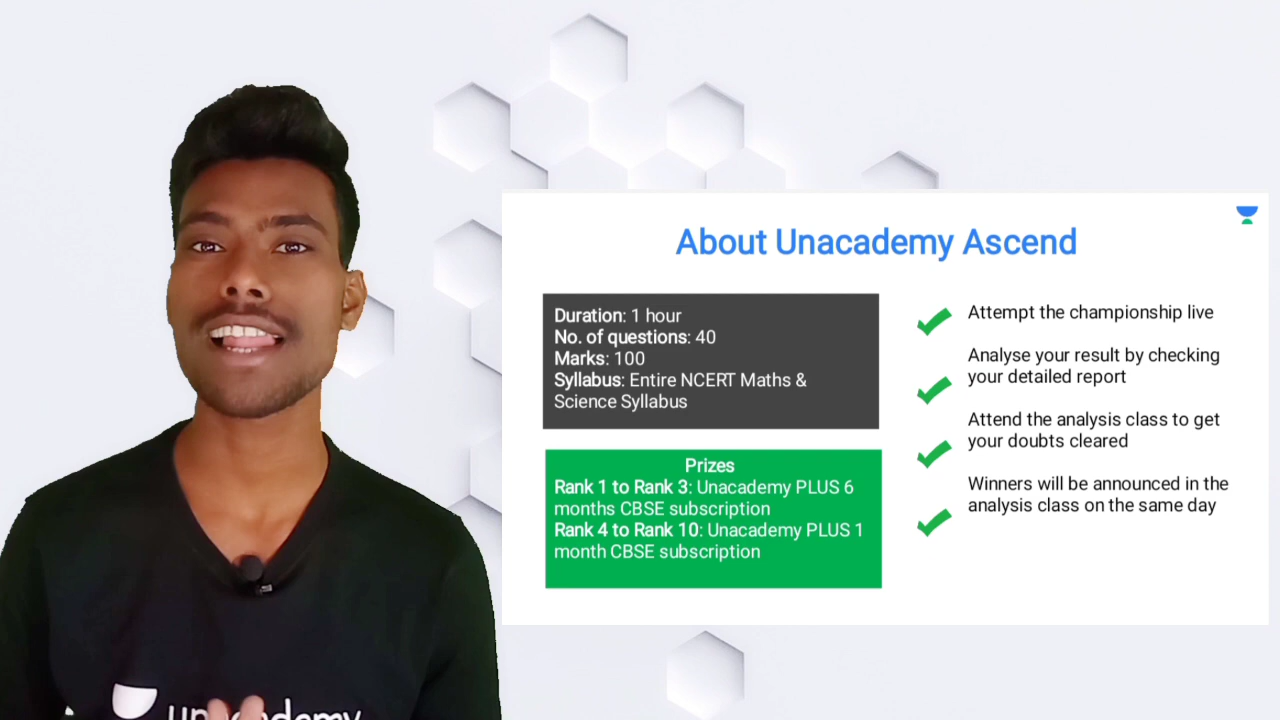 About Unacademy Ascend
Duration: 1 hour
No. of questions: 40
Marks: 100
Syllabus: Entire NCERT Maths &
Science Syllabus
Prizes
Rank 1 to Rank 3: Unacademy PLUS 6
months CBSE subscription
Rank 4 to Rank 10: Unacademy PLUS 1
month CBSE subscription
Attempt the championship live
Analyse your result by checking
your detailed report
Attend the analysis class to get
your doubts cleared
Winners will be announced in the
analysis class on the same day
unacademy